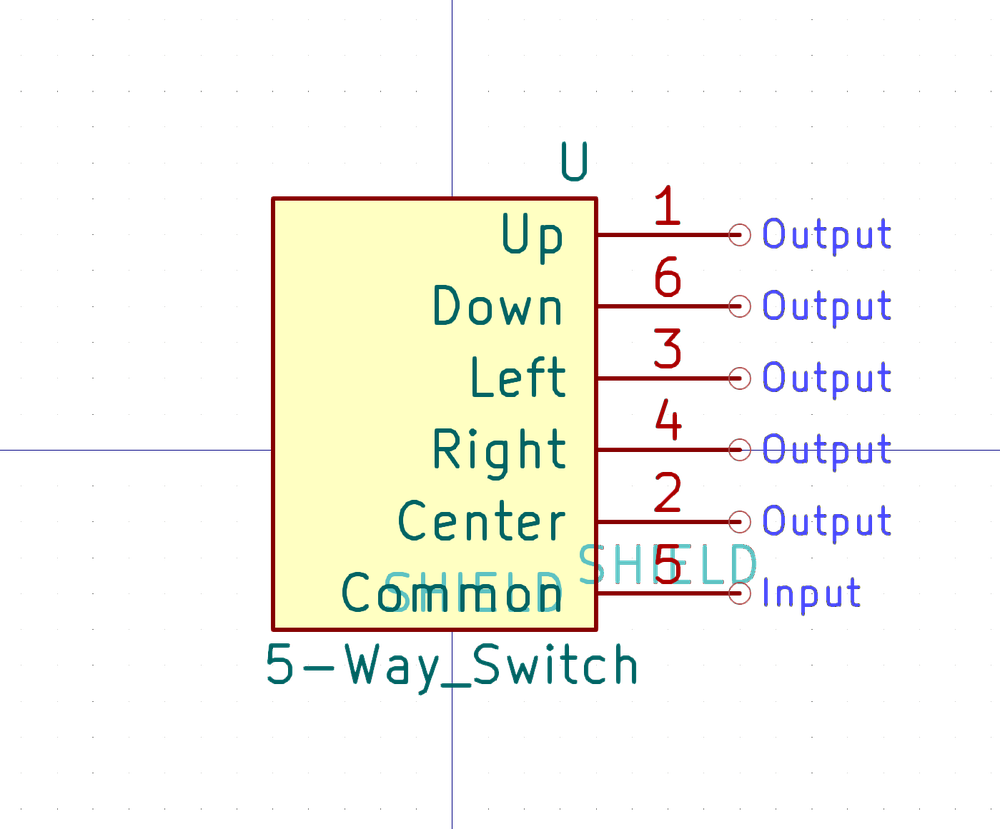 U
Up 1 Output
Down 6 Output
Left 3 Output
Right 4 Output
Center 2 Output
SHIELD
Common SHIELD 5 Input
5-Way_Switch